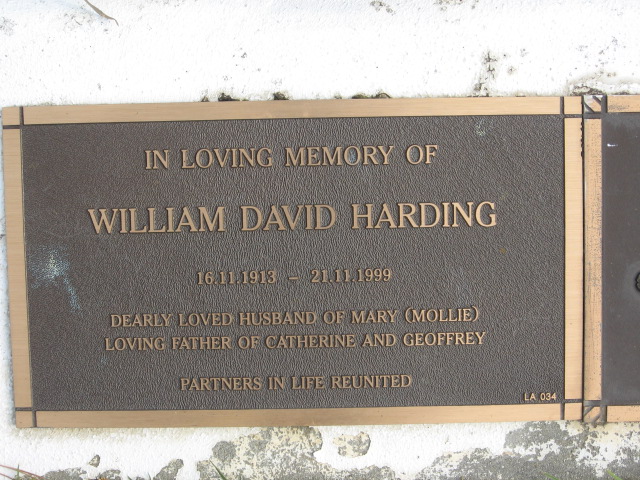 IN LOVING MEMORY OF
WILLIAM DAVID HARDING
16.11.1913 – 21.11.1999
DEARLY LOVED HUSBAND OF MARY (MOLLIE)
LOVING FATHER OF CATHERINE AND GEOFFREY
PARTNERS IN LIFE REUNITED
LA 034